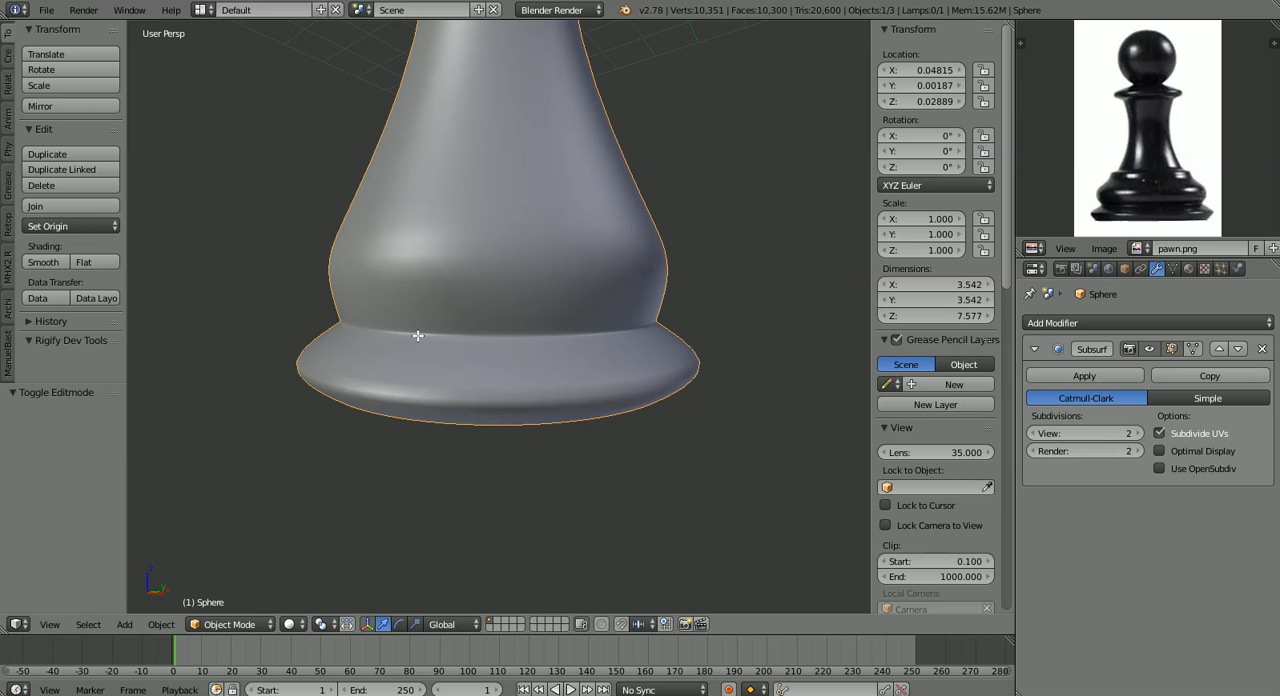 File Render Window Help Default Scene Blender Render v2.78 | Verts:10,351 | Faces:10,300 | Tris:20,600 | Objects:1/3 | Lamps:0/1 | Mem:15.62M | Sphere
Transform
Translate
Rotate
Scale
Mirror
Edit
Duplicate
Duplicate Linked
Delete
Join
Set Origin
Shading:
Smooth Flat
Data Transfer:
Data Data Layo
History
Rigify Dev Tools
Toggle Editmode
To
Cre
Relat
Anim
Phy
Grease
Retop
MHX2 R
Archi
ManuelBast
User Persp
(1) Sphere
Transform
Location:
X: 0.04815
Y: 0.00187
Z: 0.02889
Rotation:
X: 0°
Y: 0°
Z: 0°
XYZ Euler
Scale:
X: 1.000
Y: 1.000
Z: 1.000
Dimensions:
X: 3.542
Y: 3.542
Z: 7.577
Grease Pencil Layers
Scene Object
New
New Layer
View
Lens: 35.000
Lock to Object:
Lock to Cursor
Lock Camera to View
Clip:
Start: 0.100
End: 1000.000
Local Camera:
Camera
View Image pawn.png F
Sphere
Add Modifier
Subsurf
Apply Copy
Catmull-Clark Simple
Subdivisions: Options:
View: 2 Subdivide UVs
Render: 2 Optimal Display
Use OpenSubdiv
View Select Add Object Object Mode Global
-50 -40 -30 -20 -10 0 10 20 30 40 50 60 70 80 90 100 110 120 130 140 150 160 170 180 190 200 210 220 230 240 250 260 270 280
View Marker Frame Playback Start: 1 End: 250 1 No Sync